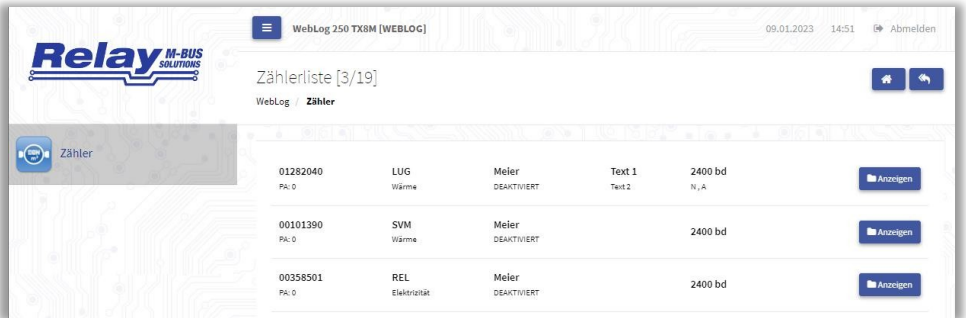 Relay M-BUS SOLUTIONS
WebLog 250 TX8M [WEBLOG] 09.01.2023 14:51 Abmelden
Zählerliste [3/19]
WebLog / Zähler
Zähler
01282040 LUG Meier Text 1 2400 bd
PA: 0 Wärme DEAKTIVIERT Text 2 N , A
Anzeigen
00101390 SVM Meier 2400 bd
PA: 0 Wärme DEAKTIVIERT
Anzeigen
00358501 REL Meier 2400 bd
PA: 0 Elektrizität DEAKTIVIERT
Anzeigen